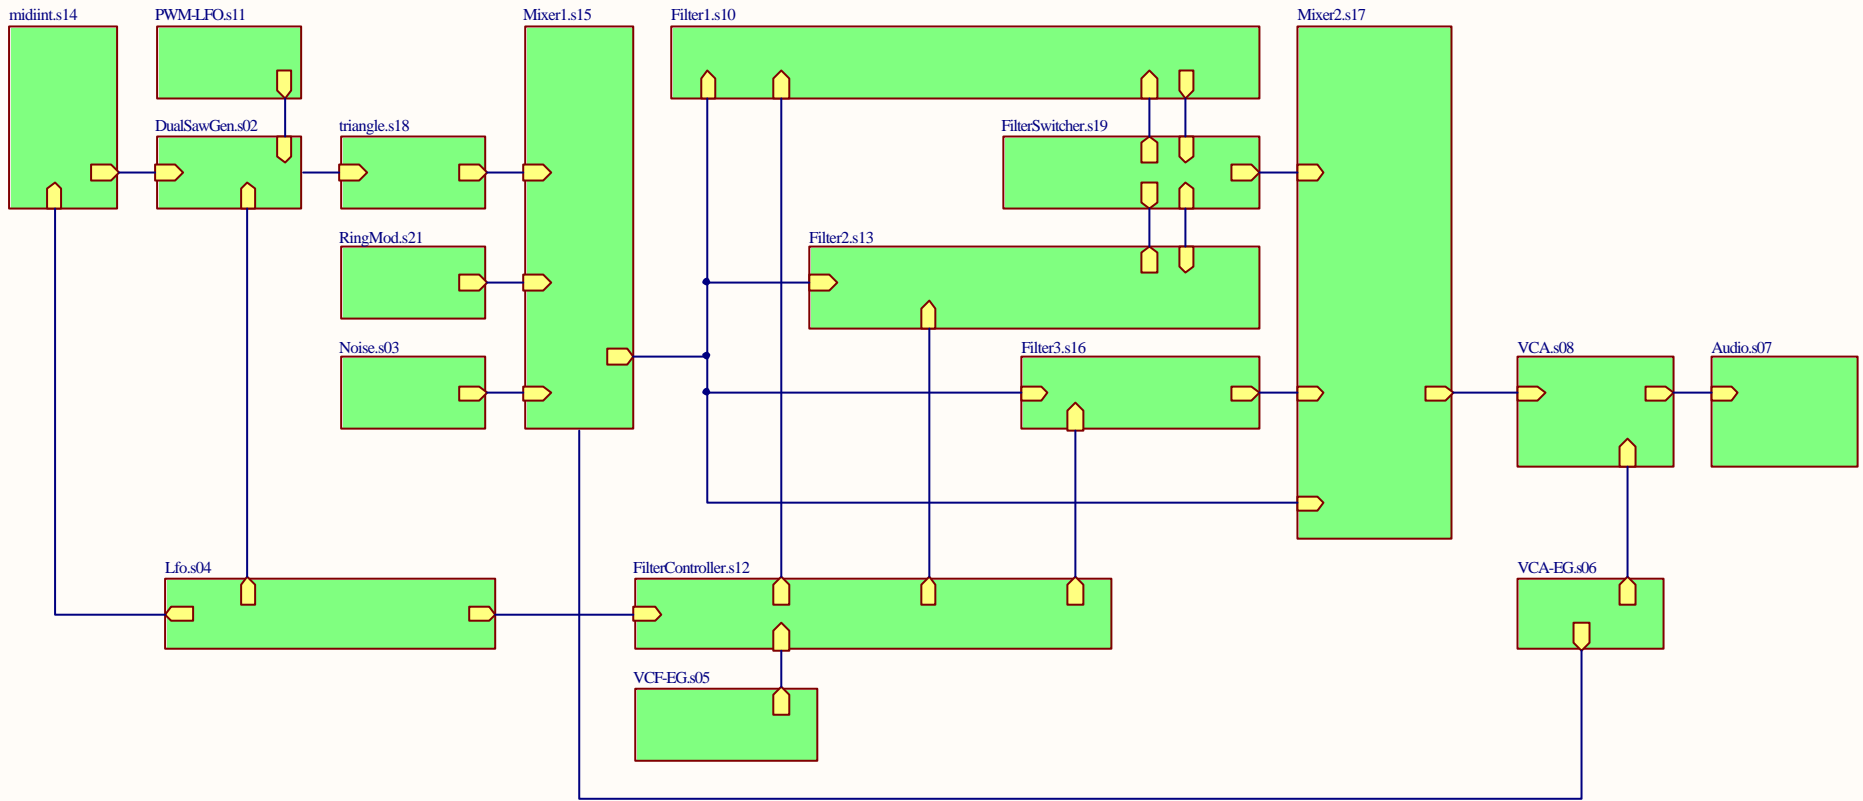 midiint.s14
PWM-LFO.s11
Mixer1.s15
Filter1.s10
Mixer2.s17
DualSawGen.s02
triangle.s18
FilterSwitcher.s19
RingMod.s21
Filter2.s13
Noise.s03
Filter3.s16
VCA.s08
Audio.s07
Lfo.s04
FilterController.s12
VCA-EG.s06
VCF-EG.s05